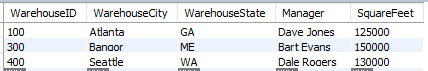 WarehouseID WarehouseCity WarehouseState Manager SquareFeet
100 Atlanta GA Dave Jones 125000
300 Bangor ME Bart Evans 150000
400 Seattle WA Dale Rogers 130000